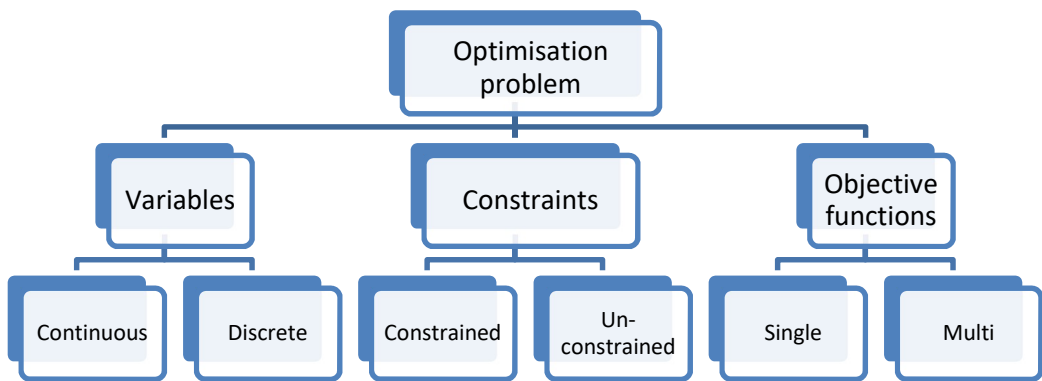 Optimisation
problem
Variables
Constraints
Objective
functions
Continuous
Discrete
Constrained
Un-
constrained
Single
Multi